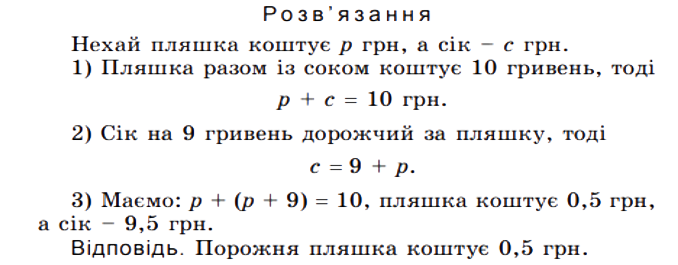 Розв’язання
Нехай пляшка коштує p грн, а сік – c грн.
1) Пляшка разом із соком коштує 10 гривень, тоді
p + c = 10 грн.
2) Сік на 9 гривень дорожчий за пляшку, тоді
c = 9 + p.
3) Маємо: p + (p + 9) = 10, пляшка коштує 0,5 грн,
а сік – 9,5 грн.
Відповідь. Порожня пляшка коштує 0,5 грн.